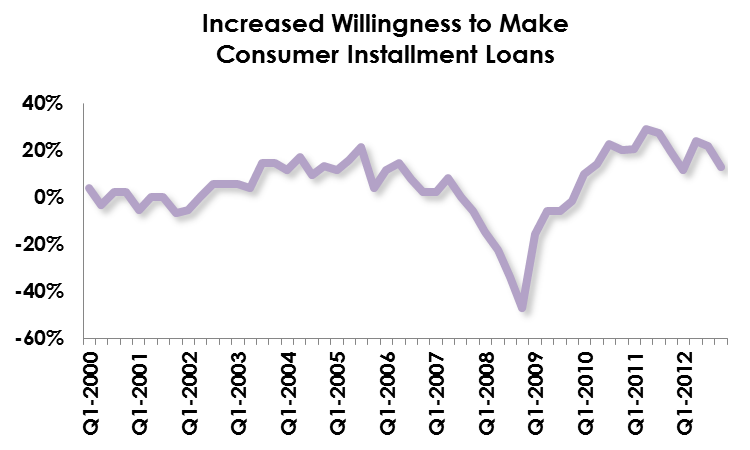 Increased Willingness to Make
Consumer Installment Loans
40%
20%
0%
-20%
-40%
-60%
Q1-2000
Q1-2001
Q1-2002
Q1-2003
Q1-2004
Q1-2005
Q1-2006
Q1-2007
Q1-2008
Q1-2009
Q1-2010
Q1-2011
Q1-2012